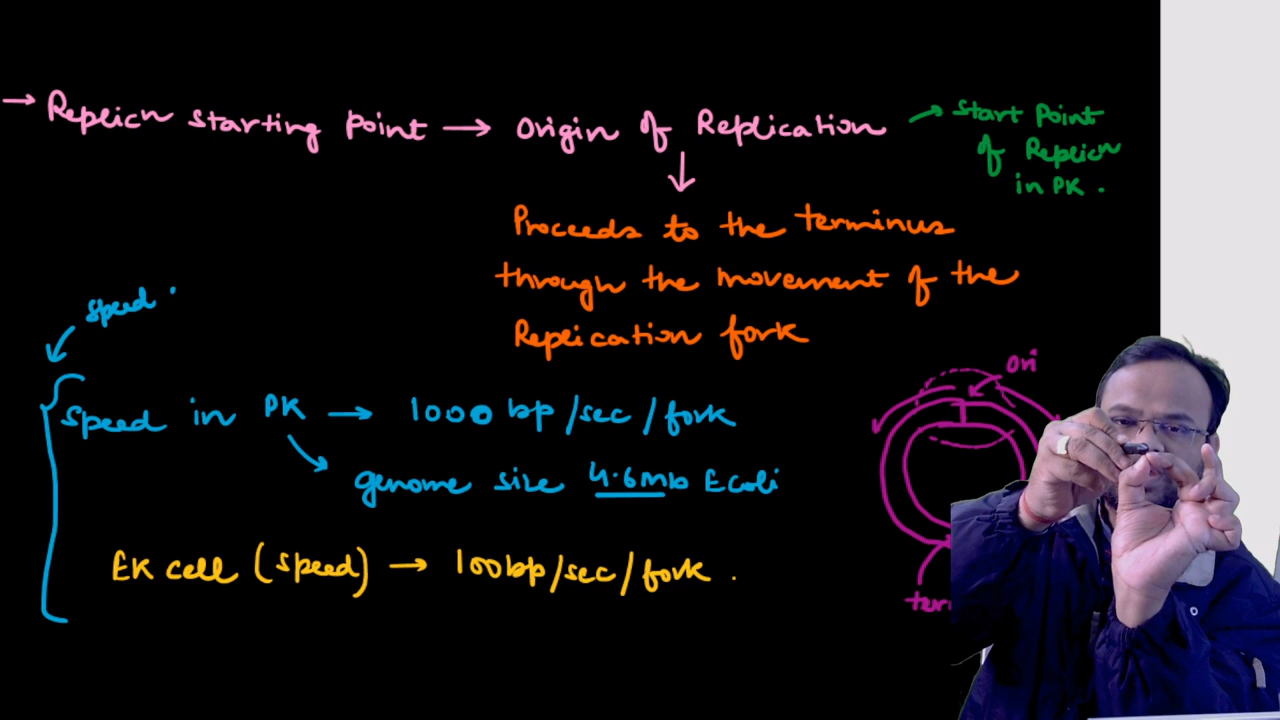 → Replicn starting point → Origin of Replication → Start Point
of Replicn
in PK.
Proceeds to the terminus
through the movement of the
Replication fork
speed.
Speed in PK → 1000 bp/sec/fork
genome size 4.6Mb Ecoli
EK cell (speed) → 100bp/sec/fork.
Ori